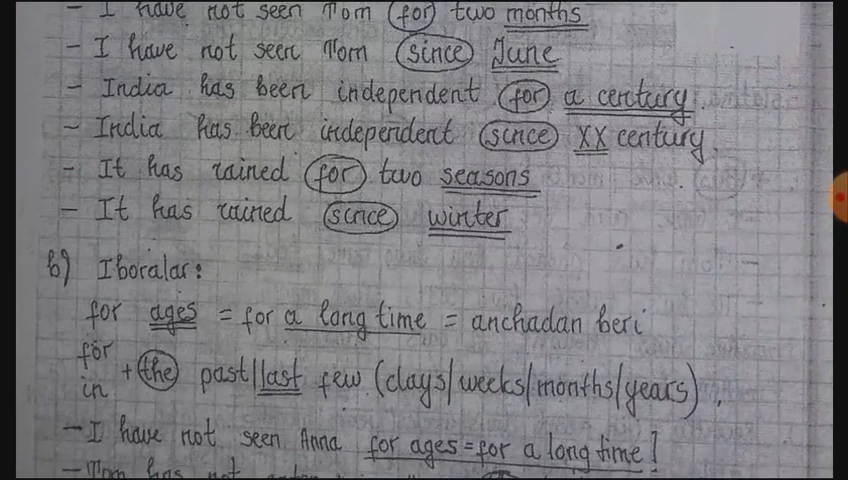 - I have not seen Tom for two months
- I have not seen Tom since June
- India has been independent for a century.
- India has been independent since XX century.
- It has rained for two seasons
- It has rained since winter
b) Iboralar:
for ages = for a long time = anchadan beri
for
in + the past/last few (days/weeks/months/years).
- I have not seen Anna for ages = for a long time!
- Tom has not